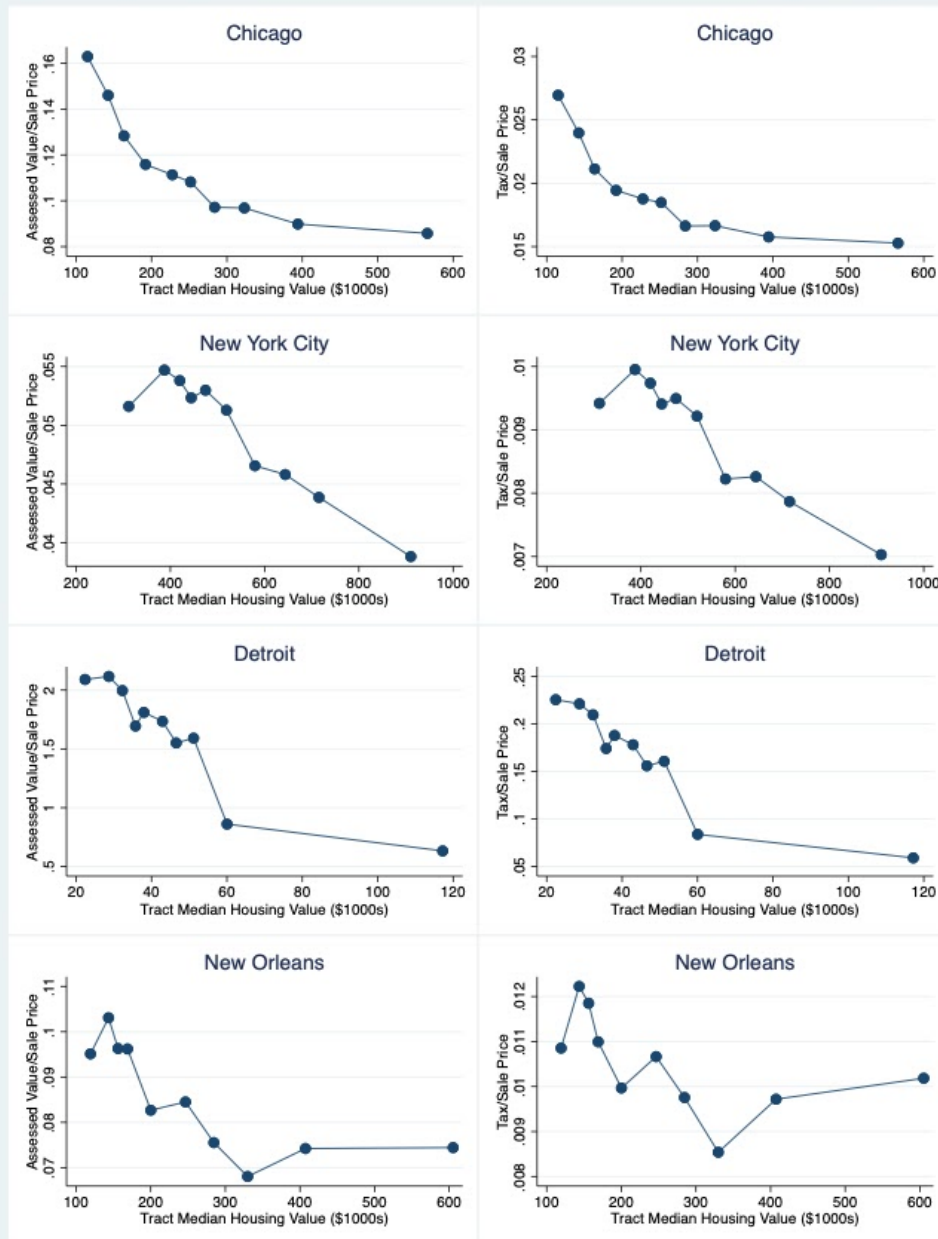 Chicago
Assessed Value/Sale Price
.16
.14
.12
.1
.08
100 200 300 400 500 600
Tract Median Housing Value ($1000s)
Chicago
Tax/Sale Price
.03
.025
.02
.015
100 200 300 400 500 600
Tract Median Housing Value ($1000s)
New York City
Assessed Value/Sale Price
.055
.05
.045
.04
200 400 600 800 1000
Tract Median Housing Value ($1000s)
New York City
Tax/Sale Price
.01
.009
.008
.007
200 400 600 800 1000
Tract Median Housing Value ($1000s)
Detroit
Assessed Value/Sale Price
2
1.5
1
.5
20 40 60 80 100 120
Tract Median Housing Value ($1000s)
Detroit
Tax/Sale Price
.25
.2
.15
.1
.05
20 40 60 80 100 120
Tract Median Housing Value ($1000s)
New Orleans
Assessed Value/Sale Price
.11
.1
.09
.08
.07
100 200 300 400 500 600
Tract Median Housing Value ($1000s)
New Orleans
Tax/Sale Price
.012
.011
.01
.009
.008
100 200 300 400 500 600
Tract Median Housing Value ($1000s)